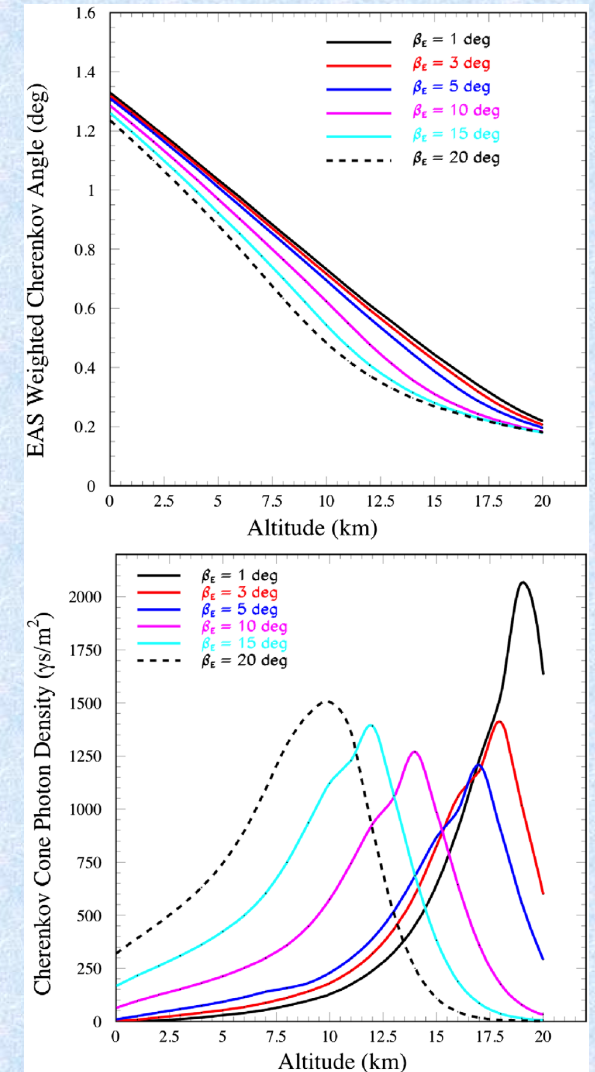 EAS Weighted Cherenkov Angle (deg)
1.6
1.4
1.2
1
0.8
0.6
0.4
0.2
0
β_E = 1 deg
β_E = 3 deg
β_E = 5 deg
β_E = 10 deg
β_E = 15 deg
β_E = 20 deg
0 2.5 5 7.5 10 12.5 15 17.5 20
Altitude (km)
Cherenkov Cone Photon Density (γs/m²)
2000
1750
1500
1250
1000
750
500
250
0
β_E = 1 deg
β_E = 3 deg
β_E = 5 deg
β_E = 10 deg
β_E = 15 deg
β_E = 20 deg
0 2.5 5 7.5 10 12.5 15 17.5 20
Altitude (km)